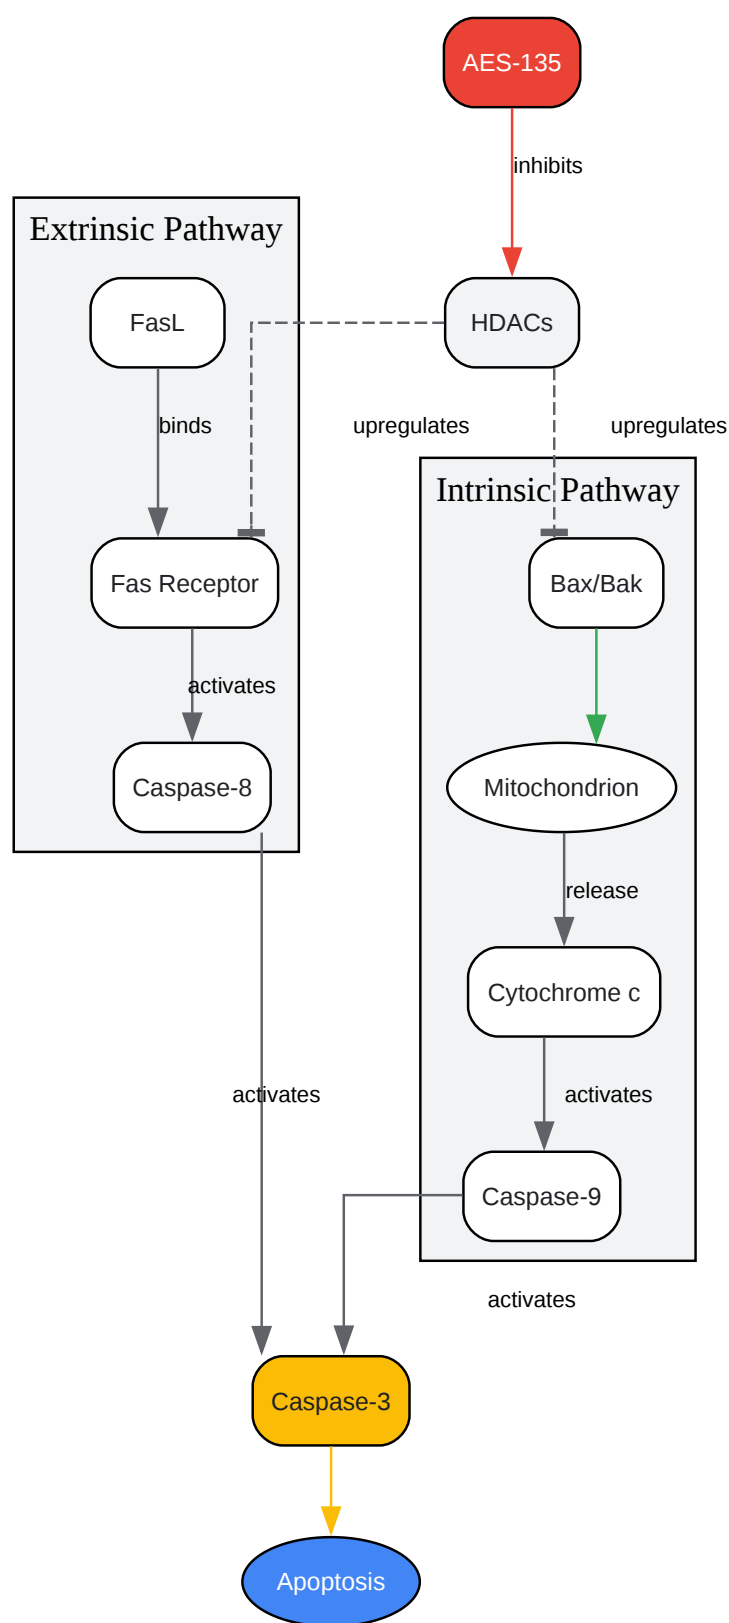 AES-135
inhibits
Extrinsic Pathway
FasL
HDACs
binds
upregulates
upregulates
Intrinsic Pathway
Fas Receptor
Bax/Bak
activates
Caspase-8
Mitochondrion
release
Cytochrome c
activates
activates
Caspase-9
activates
Caspase-3
Apoptosis